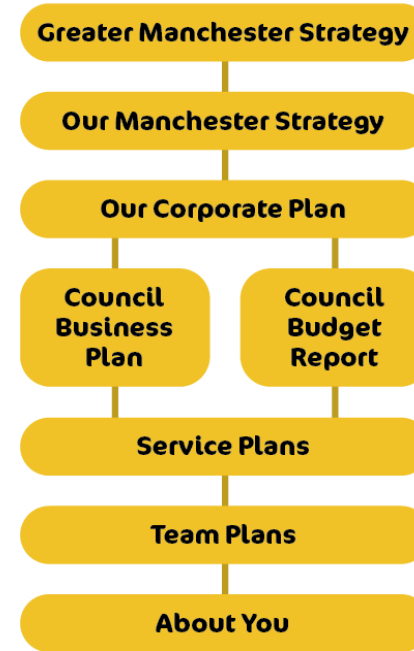 Greater Manchester Strategy
Our Manchester Strategy
Our Corporate Plan
Council
Business
Plan
Council
Budget
Report
Service Plans
Team Plans
About You